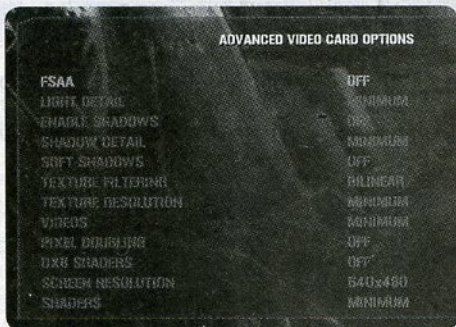 ADVANCED VIDEO CARD OPTIONS
FSAA OFF
LIGHT DETAIL MINIMUM
ENABLE SHADOWS OFF
SHADOW DETAIL MINIMUM
SOFT SHADOWS OFF
TEXTURE FILTERING BILINEAR
TEXTURE RESOLUTION MINIMUM
VIDEOS MINIMUM
PIXEL DOUBLING OFF
DX8 SHADERS OFF
SCREEN RESOLUTION 640x480
SHADERS MINIMUM